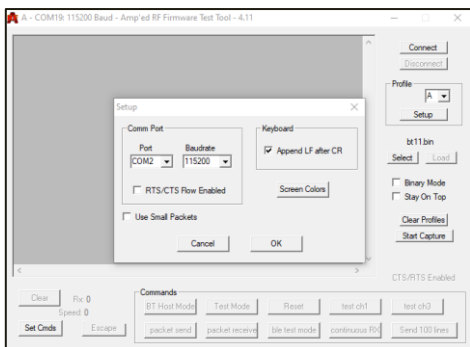 A - COM19: 115200 Baud - Amp'ed RF Firmware Test Tool - 4.11
Connect
Disconnect
Profile
A
Setup
bt11.bin
Select
Load
Binary Mode
Stay On Top
Clear Profiles
Start Capture
CTS/RTS Enabled
Setup
Comm Port
Port
Baudrate
COM2
115200
RTS/CTS Flow Enabled
Keyboard
Append LF after CR
Screen Colors
Use Small Packets
Cancel
OK
Clear
Rx: 0
Speed: 0
Set Cmds
Escape
Commands
BT Host Mode
Test Mode
Reset
test ch1
test ch3
packet send
packet receive
ble test mode
continuous RX
Send 100 lines